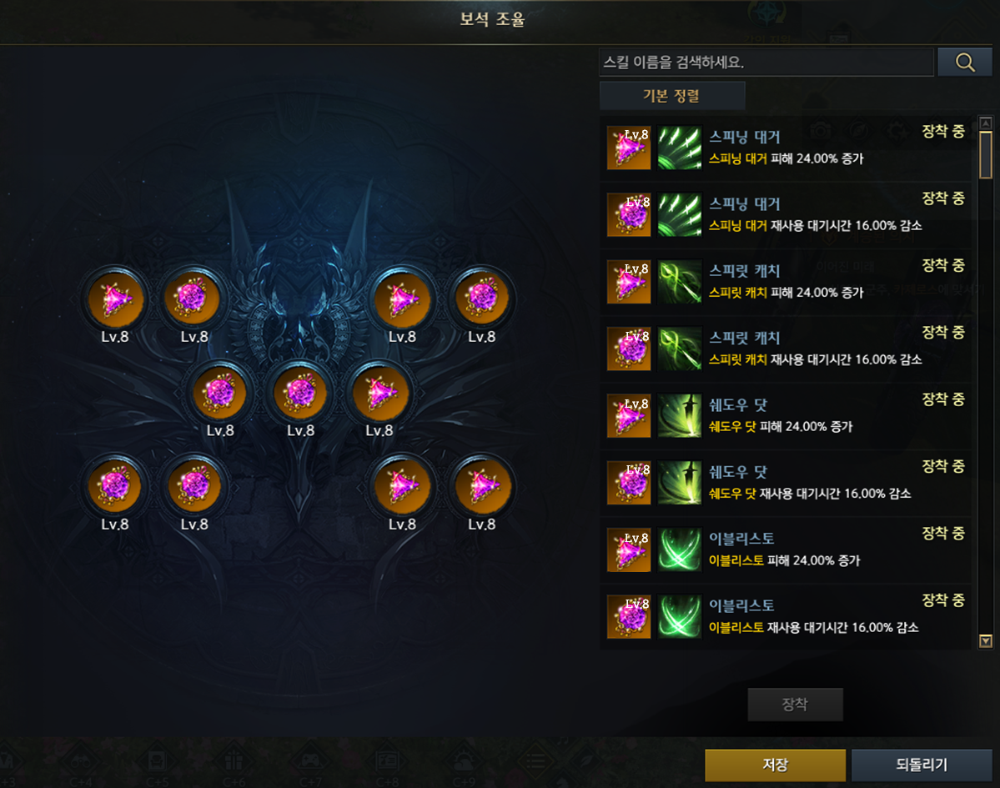 보석 조율
스킬 이름을 검색하세요.
기본 정렬
Lv.8 스피닝 대거 장착 중
스피닝 대거 피해 24.00% 증가
Lv.8 스피닝 대거 장착 중
스피닝 대거 재사용 대기시간 16.00% 감소
Lv.8 스피릿 캐치 장착 중
스피릿 캐치 피해 24.00% 증가
Lv.8 스피릿 캐치 장착 중
스피릿 캐치 재사용 대기시간 16.00% 감소
Lv.8 쉐도우 닷 장착 중
쉐도우 닷 피해 24.00% 증가
Lv.8 쉐도우 닷 장착 중
쉐도우 닷 재사용 대기시간 16.00% 감소
Lv.8 이블리스토 장착 중
이블리스토 피해 24.00% 증가
Lv.8 이블리스토 장착 중
이블리스토 재사용 대기시간 16.00% 감소
Lv.8 Lv.8 Lv.8 Lv.8
Lv.8 Lv.8 Lv.8
Lv.8 Lv.8 Lv.8 Lv.8
장착
저장 되돌리기
C+4 C+5 C+6 C+7 C+8 C+9